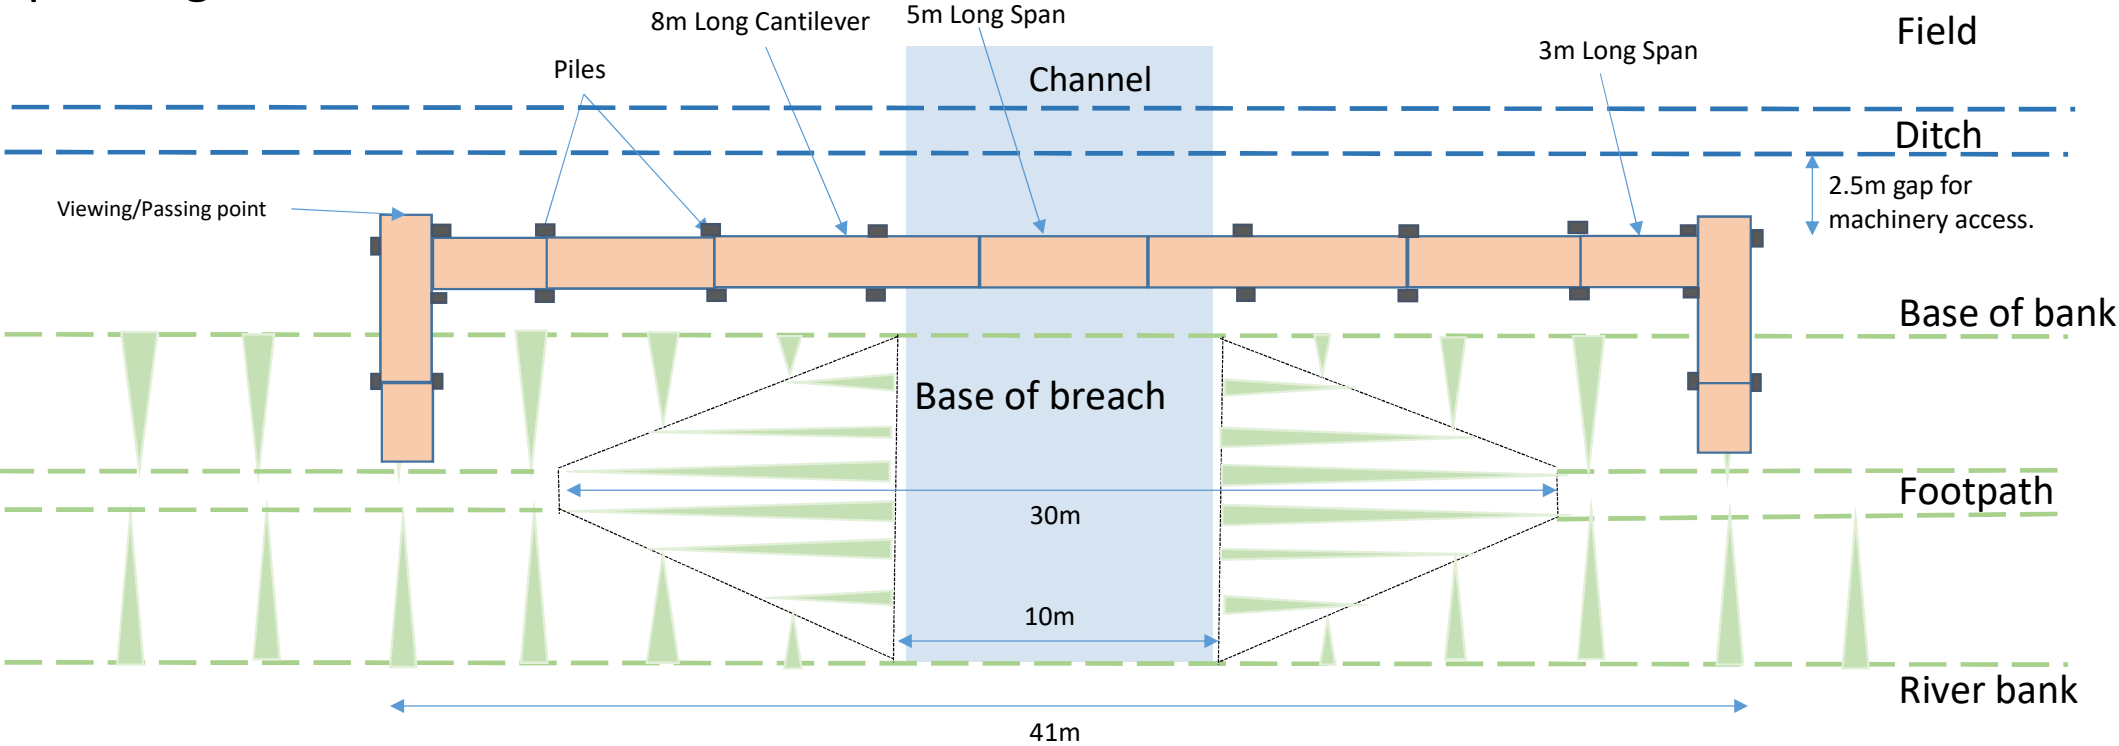 8m Long Cantilever
5m Long Span
Field
3m Long Span
Piles
Channel
Ditch
2.5m gap for
machinery access.
Viewing/Passing point
Base of bank
Base of breach
Footpath
30m
10m
River bank
41m